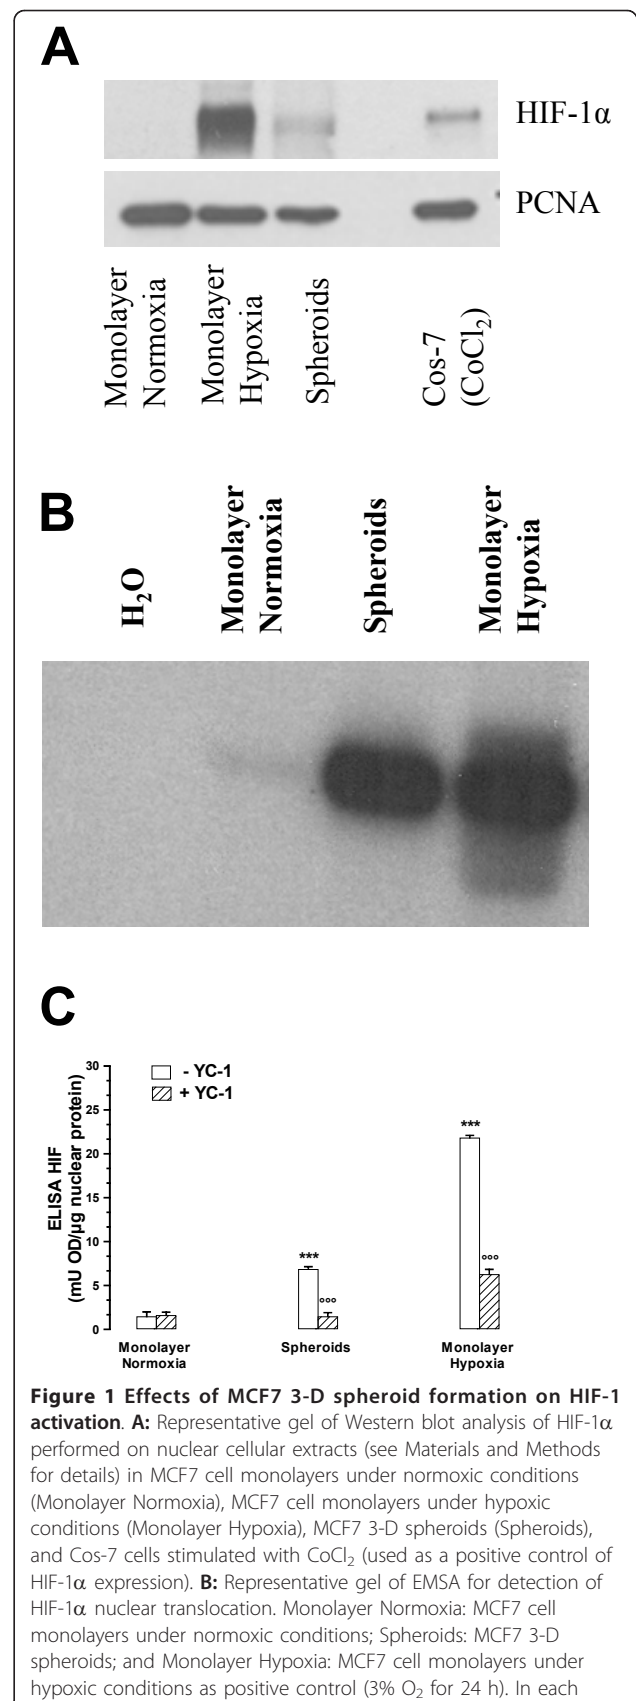 A
HIF-1α
PCNA
Monolayer
Normoxia
Monolayer
Hypoxia
Spheroids
Cos-7
(CoCl₂)
B
H₂O
Monolayer
Normoxia
Spheroids
Monolayer
Hypoxia
C
30
25
20
15
10
5
0
ELISA HIF
(mU OD/µg nuclear protein)
- YC-1
+ YC-1
***
°°°
***
°°°
Monolayer
Normoxia
Spheroids
Monolayer
Hypoxia
Figure 1 Effects of MCF7 3-D spheroid formation on HIF-1
activation. A: Representative gel of Western blot analysis of HIF-1α
performed on nuclear cellular extracts (see Materials and Methods
for details) in MCF7 cell monolayers under normoxic conditions
(Monolayer Normoxia), MCF7 cell monolayers under hypoxic
conditions (Monolayer Hypoxia), MCF7 3-D spheroids (Spheroids),
and Cos-7 cells stimulated with CoCl₂ (used as a positive control of
HIF-1α expression). B: Representative gel of EMSA for detection of
HIF-1α nuclear translocation. Monolayer Normoxia: MCF7 cell
monolayers under normoxic conditions; Spheroids: MCF7 3-D
spheroids; and Monolayer Hypoxia: MCF7 cell monolayers under
hypoxic conditions as positive control (3% O₂ for 24 h). In each